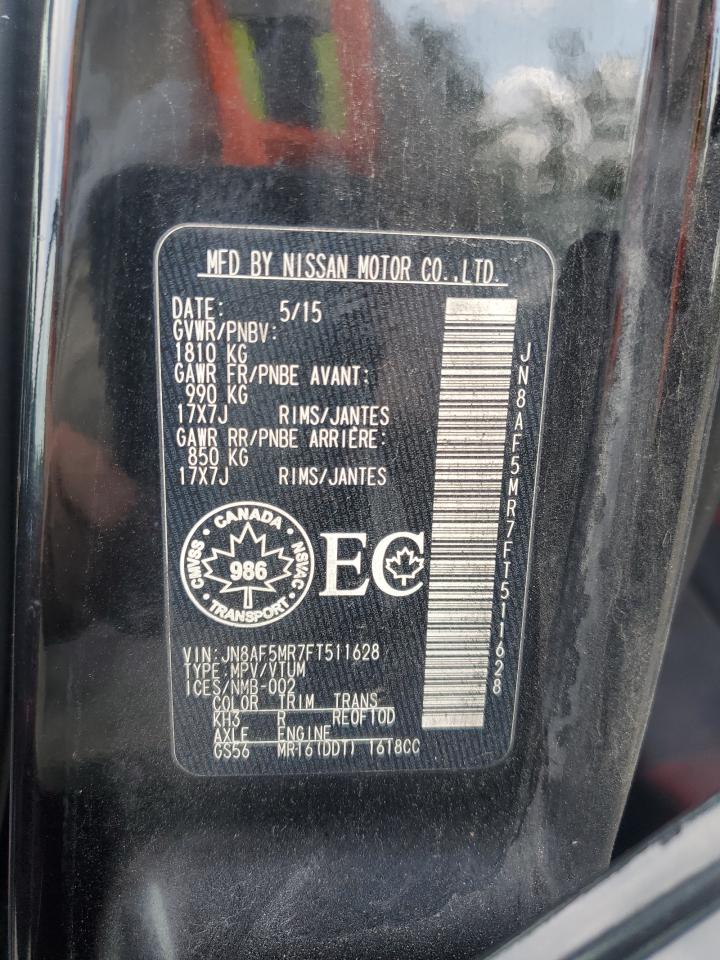 MFD BY NISSAN MOTOR CO.,LTD.
DATE: 5/15
GVWR/PNBV:
1810 KG
GAWR FR/PNBE AVANT:
990 KG
17X7J RIMS/JANTES
GAWR RR/PNBE ARRIÈRE:
850 KG
17X7J RIMS/JANTES
CANADA
CMVSS
NSVAC
986
TRANSPORT
EC
VIN: JN8AF5MR7FT511628
TYPE: MPV/VTUM
ICES/NMB-002
COLOR TRIM TRANS
KH3 R RE0F10D
AXLE ENGINE
GS56 MR16(DDT) 1618CC
JN8AF5MR7FT511628